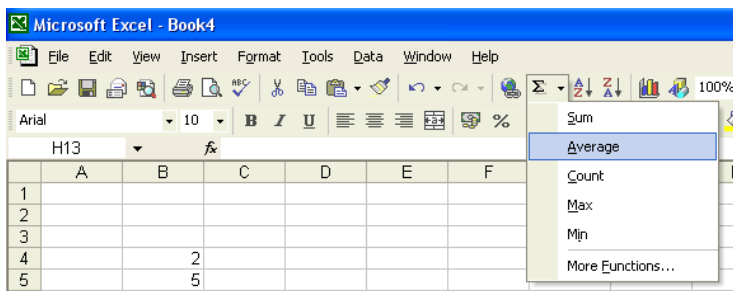 Microsoft Excel - Book4
File Edit View Insert Format Tools Data Window Help
ABC Σ A Z Z A 100%
Arial 10 B I U a %
Sum
H13 fx
Average
A B C D E F
Count
1
2
Max
3
Min
4 2
More Functions...
5 5